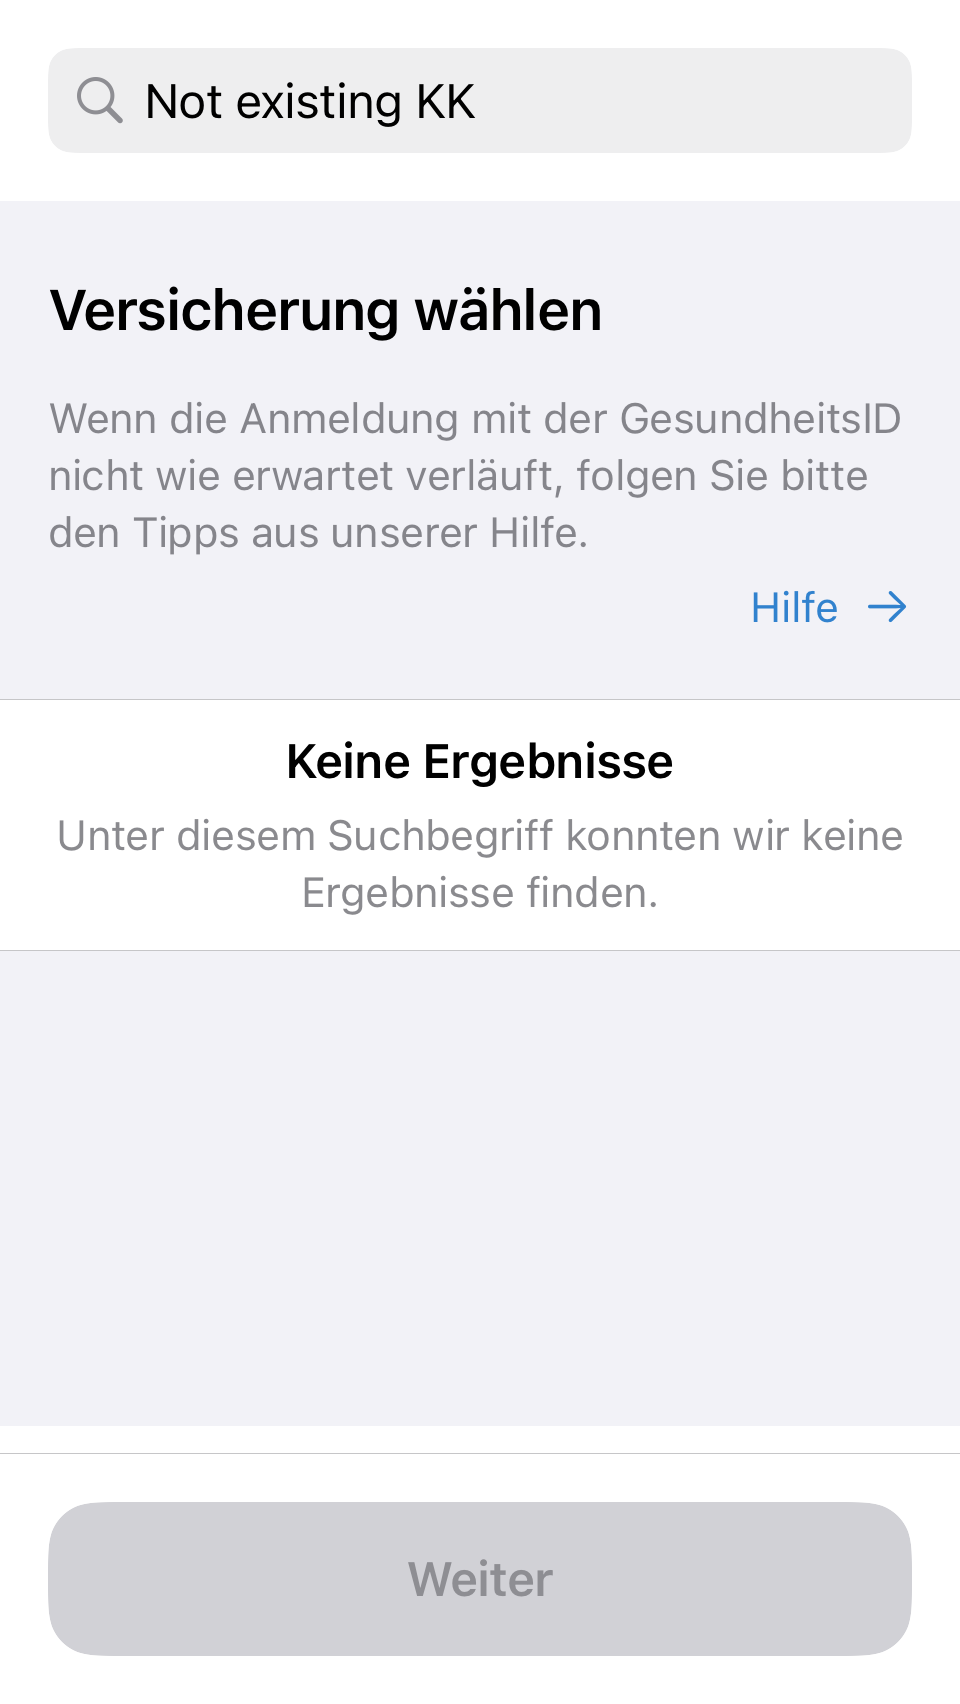 Not existing KK
Versicherung wählen
Wenn die Anmeldung mit der GesundheitsID
nicht wie erwartet verläuft, folgen Sie bitte
den Tipps aus unserer Hilfe.
Hilfe →
Keine Ergebnisse
Unter diesem Suchbegriff konnten wir keine
Ergebnisse finden.
Weiter